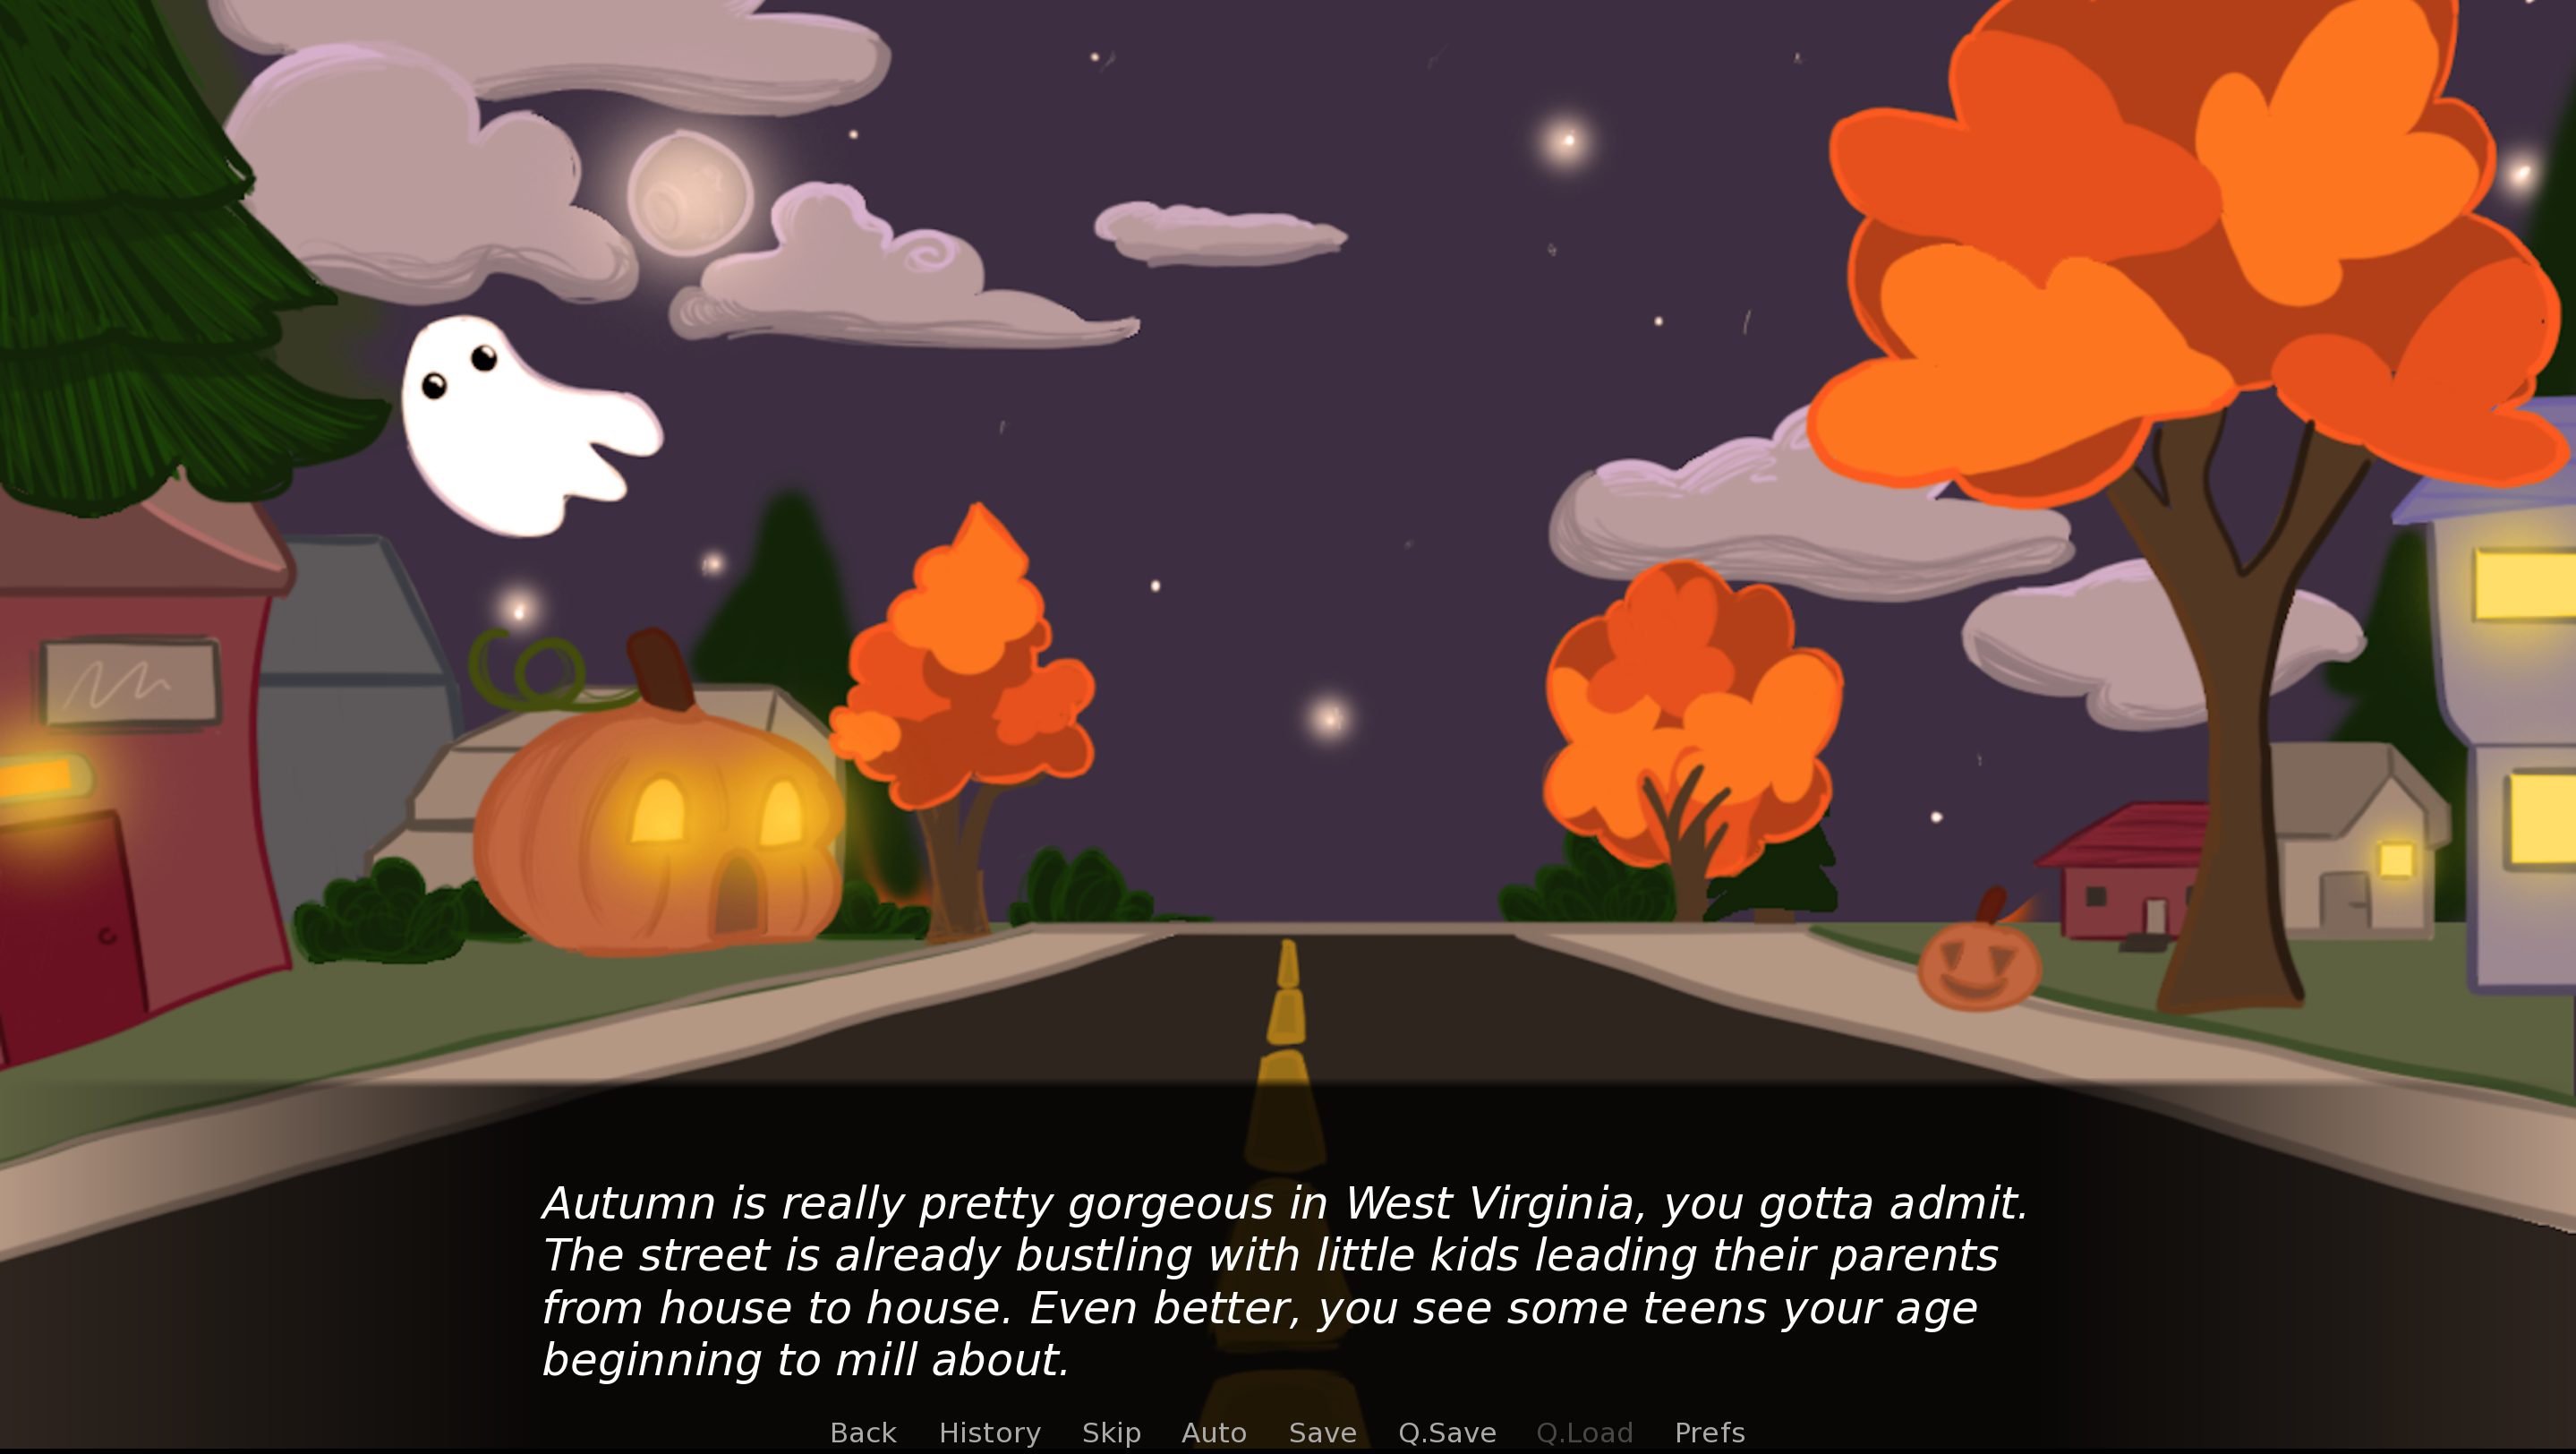 Autumn is really pretty gorgeous in West Virginia, you gotta admit.
The street is already bustling with little kids leading their parents
from house to house. Even better, you see some teens your age
beginning to mill about.
Back History Skip Auto Save Q.Save Q.Load Prefs